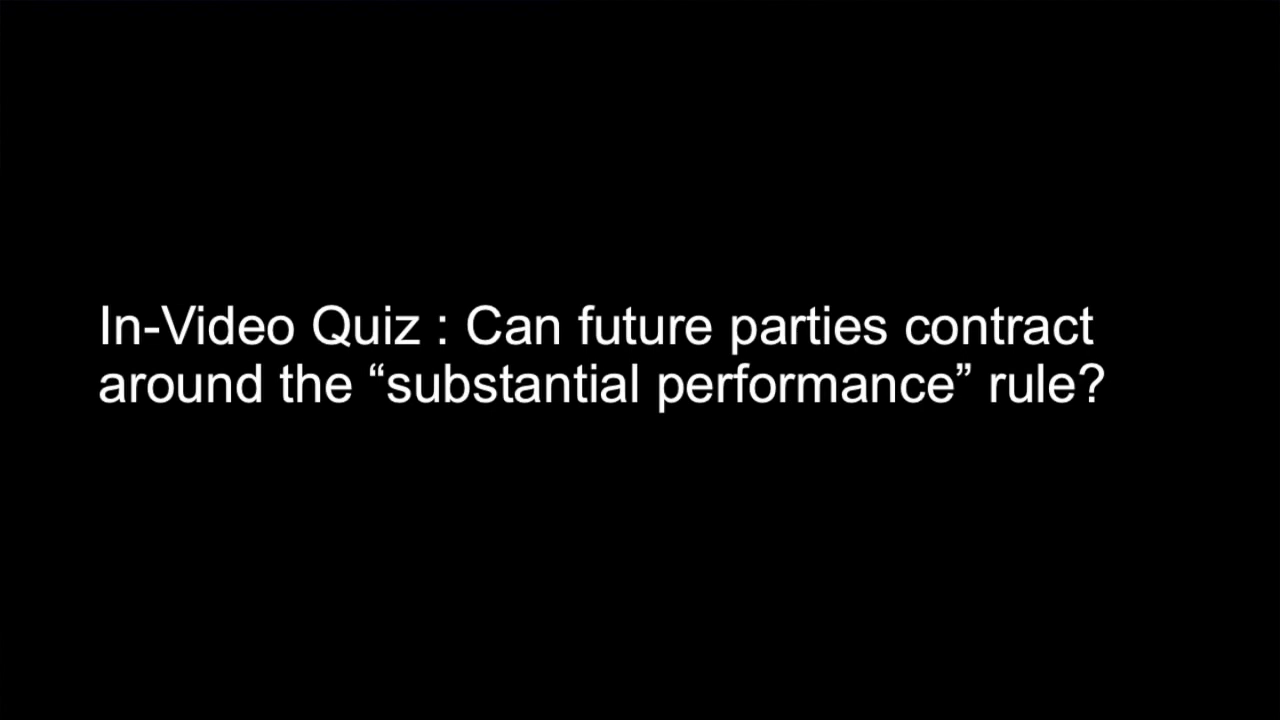 In-Video Quiz : Can future parties contract
around the “substantial performance” rule?